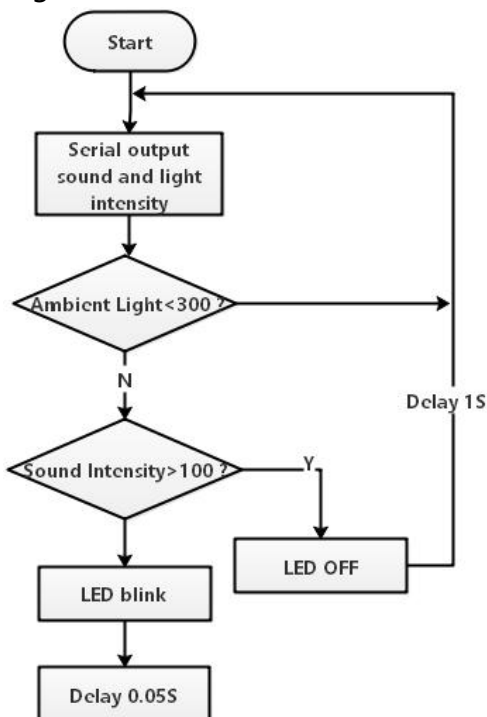 Start
Serial output
sound and light
intensity
Ambient Light<300 ?
N
Delay 1S
Sound Intensity>100 ?
Y
LED OFF
LED blink
Delay 0.05S